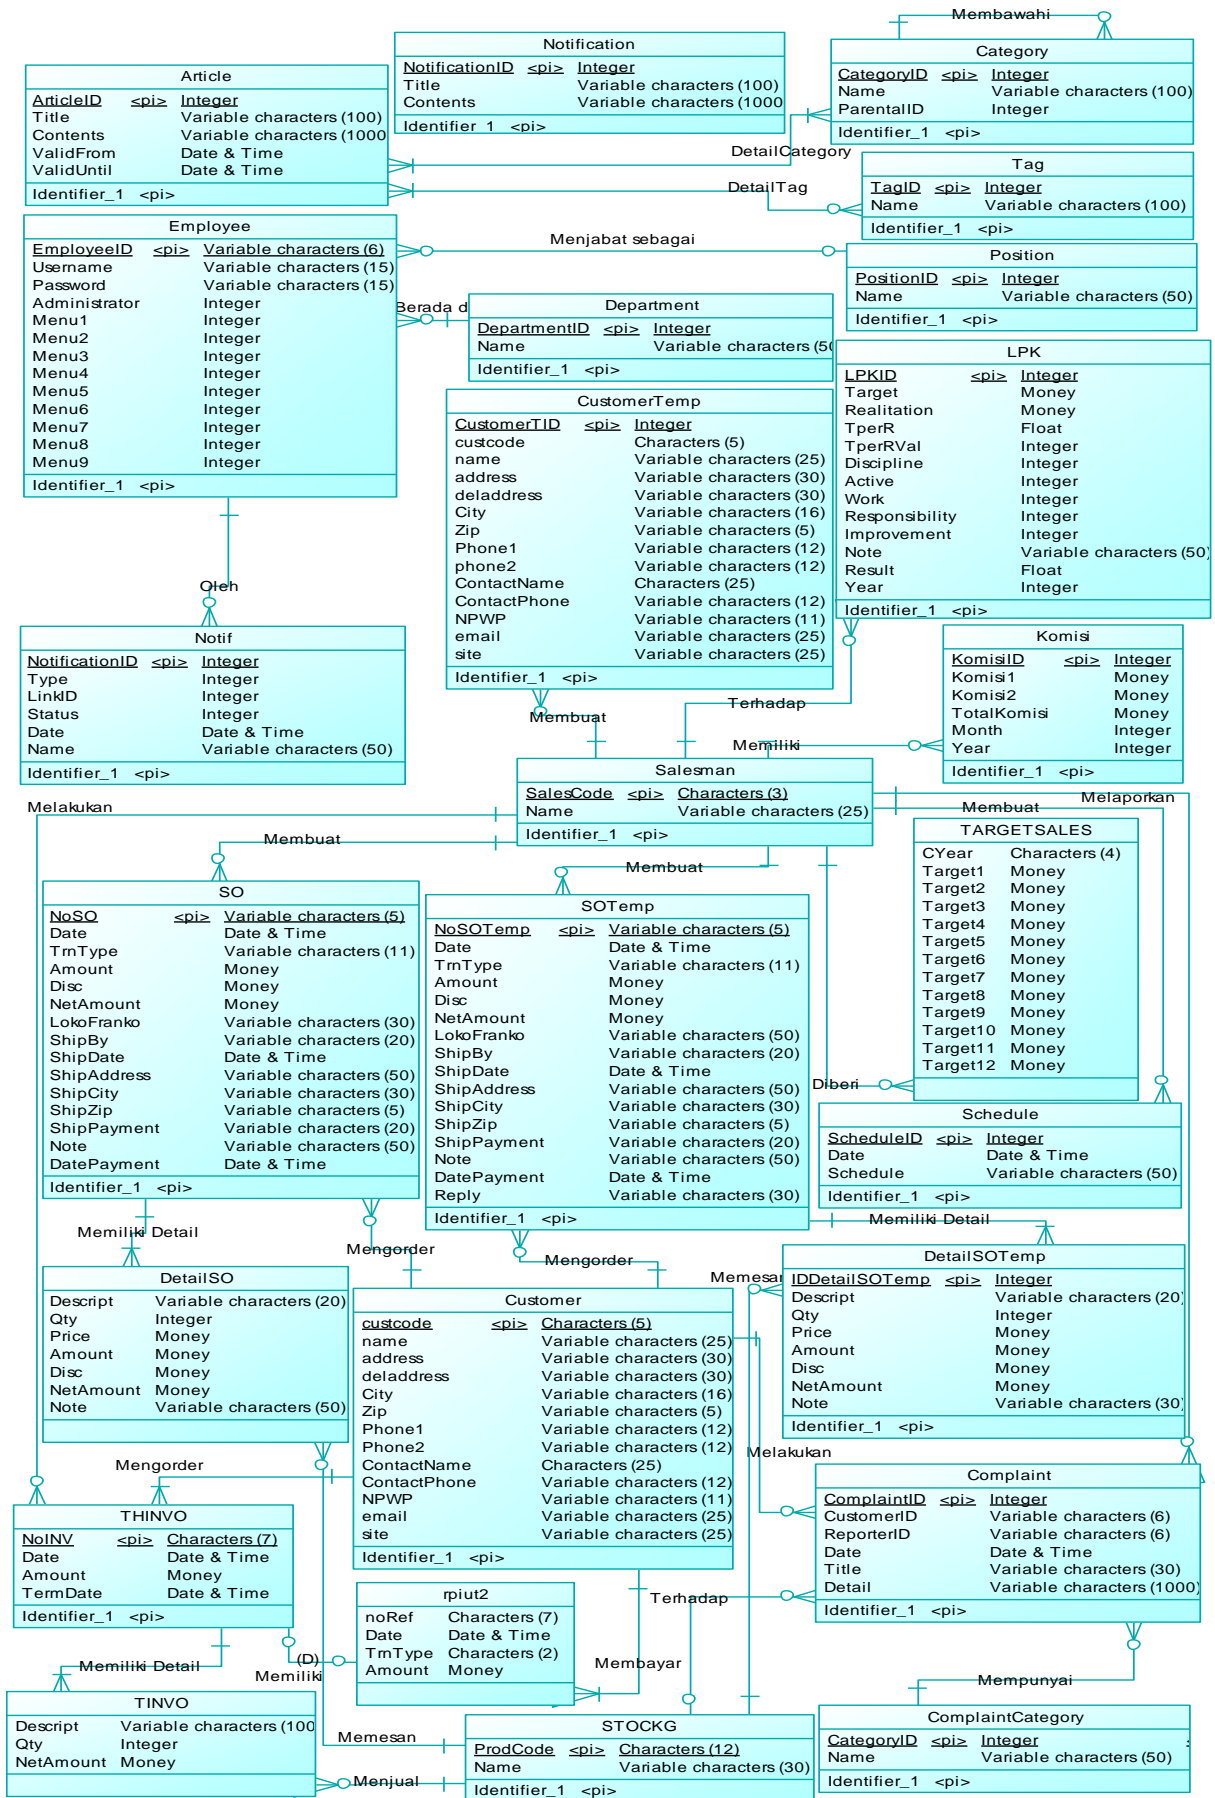 Membawahi
Notification
NotificationID <pi> Integer
Title Variable characters (100)
Contents Variable characters (1000
Identifier_1 <pi>
Category
CategoryID <pi> Integer
Name Variable characters (100)
ParentalID Integer
Identifier_1 <pi>
Article
ArticleID <pi> Integer
Title Variable characters (100)
Contents Variable characters (1000
ValidFrom Date & Time
ValidUntil Date & Time
Identifier_1 <pi>
DetailCategory
DetailTag
Tag
TagID <pi> Integer
Name Variable characters (100)
Identifier_1 <pi>
Employee
EmployeeID <pi> Variable characters (6)
Username Variable characters (15)
Password Variable characters (15)
Administrator Integer
Menu1 Integer
Menu2 Integer
Menu3 Integer
Menu4 Integer
Menu5 Integer
Menu6 Integer
Menu7 Integer
Menu8 Integer
Menu9 Integer
Identifier_1 <pi>
Menjabat sebagai
Position
PositionID <pi> Integer
Name Variable characters (50)
Identifier_1 <pi>
Berada d
Department
DepartmentID <pi> Integer
Name Variable characters (50
Identifier_1 <pi>
LPK
LPKID <pi> Integer
Target Money
Realitation Money
TperR Float
TperRVal Integer
Discipline Integer
Active Integer
Work Integer
Responsibility Integer
Improvement Integer
Note Variable characters (50)
Result Float
Year Integer
Identifier_1 <pi>
CustomerTemp
CustomerTID <pi> Integer
custcode Characters (5)
name Variable characters (25)
address Variable characters (30)
deladdress Variable characters (30)
City Variable characters (16)
Zip Variable characters (5)
Phone1 Variable characters (12)
phone2 Variable characters (12)
ContactName Characters (25)
ContactPhone Variable characters (12)
NPWP Variable characters (11)
email Variable characters (25)
site Variable characters (25)
Identifier_1 <pi>
Oleh
Notif
NotificationID <pi> Integer
Type Integer
LinkID Integer
Status Integer
Date Date & Time
Name Variable characters (50)
Identifier_1 <pi>
Komisi
KomisiID <pi> Integer
Komisi1 Money
Komisi2 Money
TotalKomisi Money
Month Integer
Year Integer
Identifier_1 <pi>
Membuat
Terhadap
Memiliki
Salesman
SalesCode <pi> Characters (3)
Name Variable characters (25)
Identifier_1 <pi>
Melakukan
Membuat
Membuat
Membuat
Melaporkan
TARGETSALES
CYear Characters (4)
Target1 Money
Target2 Money
Target3 Money
Target4 Money
Target5 Money
Target6 Money
Target7 Money
Target8 Money
Target9 Money
Target10 Money
Target11 Money
Target12 Money
SO
NoSO <pi> Variable characters (5)
Date Date & Time
TrnType Variable characters (11)
Amount Money
Disc Money
NetAmount Money
LokoFranko Variable characters (30)
ShipBy Variable characters (20)
ShipDate Date & Time
ShipAddress Variable characters (50)
ShipCity Variable characters (30)
ShipZip Variable characters (5)
ShipPayment Variable characters (20)
Note Variable characters (50)
DatePayment Date & Time
Identifier_1 <pi>
SOTemp
NoSOTemp <pi> Variable characters (5)
Date Date & Time
TrnType Variable characters (11)
Amount Money
Disc Money
NetAmount Money
LokoFranko Variable characters (50)
ShipBy Variable characters (20)
ShipDate Date & Time
ShipAddress Variable characters (50)
ShipCity Variable characters (30)
ShipZip Variable characters (5)
ShipPayment Variable characters (20)
Note Variable characters (50)
DatePayment Date & Time
Reply Variable characters (30)
Identifier_1 <pi>
Diberi
Schedule
ScheduleID <pi> Integer
Date Date & Time
Schedule Variable characters (50)
Identifier_1 <pi>
Memiliki Detail
Mengorder
Mengorder
Memiliki Detail
Memesan
DetailSO
Descript Variable characters (20)
Qty Integer
Price Money
Amount Money
Disc Money
NetAmount Money
Note Variable characters (50)
Customer
custcode <pi> Characters (5)
name Variable characters (25)
address Variable characters (30)
deladdress Variable characters (30)
City Variable characters (16)
Zip Variable characters (5)
Phone1 Variable characters (12)
Phone2 Variable characters (12)
ContactName Characters (25)
ContactPhone Variable characters (12)
NPWP Variable characters (11)
email Variable characters (25)
site Variable characters (25)
Identifier_1 <pi>
DetailSOTemp
IDDetailSOTemp <pi> Integer
Descript Variable characters (20)
Qty Integer
Price Money
Amount Money
Disc Money
NetAmount Money
Note Variable characters (30)
Identifier_1 <pi>
Mengorder
Melakukan
THINVO
NoINV <pi> Characters (7)
Date Date & Time
Amount Money
TermDate Date & Time
Identifier_1 <pi>
Complaint
ComplaintID <pi> Integer
CustomerID Variable characters (6)
ReporterID Variable characters (6)
Date Date & Time
Title Variable characters (30)
Detail Variable characters (1000)
Identifier_1 <pi>
rpiut2
noRef Characters (7)
Date Date & Time
TrnType Characters (2)
Amount Money
Terhadap
Memiliki Detail
(D)
Memiliki
Membayar
Mempunyai
TINVO
Descript Variable characters (100
Qty Integer
NetAmount Money
Memesan
Menjual
STOCKG
ProdCode <pi> Characters (12)
Name Variable characters (30)
Identifier_1 <pi>
ComplaintCategory
CategoryID <pi> Integer
Name Variable characters (50)
Identifier_1 <pi>